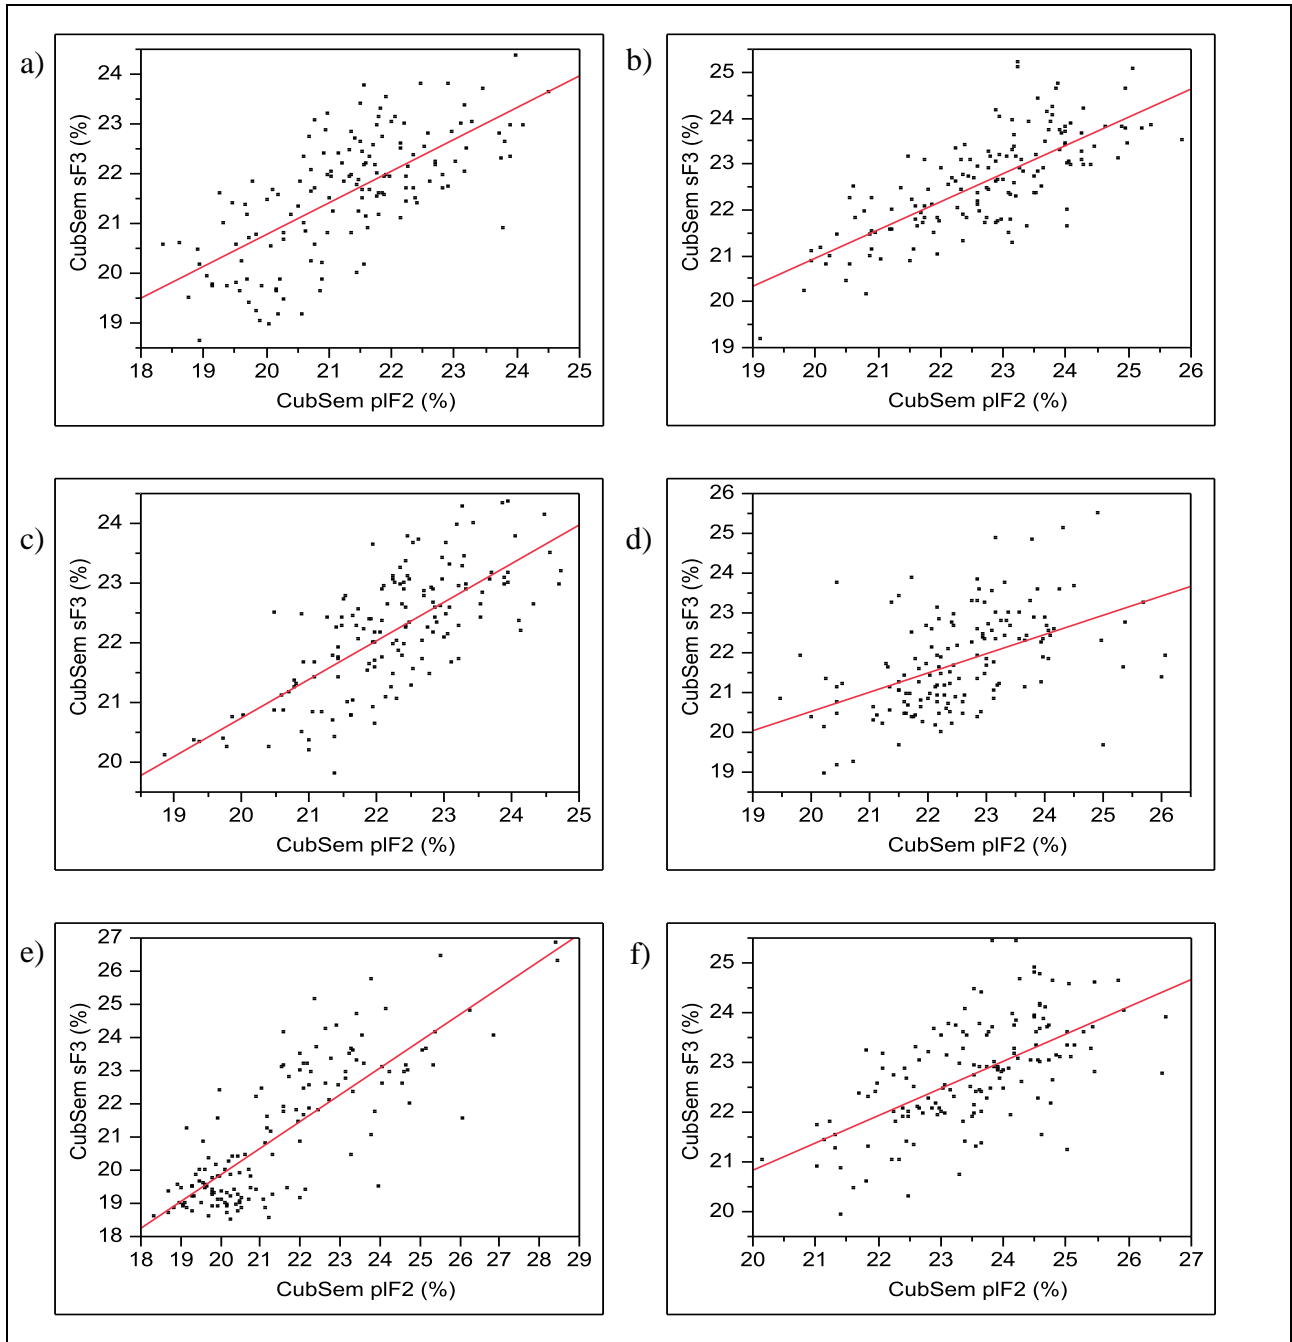 a)
CubSem sF3 (%)
24
23
22
21
20
19
18 19 20 21 22 23 24 25
CubSem pIF2 (%)
b)
CubSem sF3 (%)
25
24
23
22
21
20
19
19 20 21 22 23 24 25 26
CubSem pIF2 (%)
c)
CubSem sF3 (%)
24
23
22
21
20
19 20 21 22 23 24 25
CubSem pIF2 (%)
d)
CubSem sF3 (%)
26
25
24
23
22
21
20
19
19 20 21 22 23 24 25 26
CubSem pIF2 (%)
e)
CubSem sF3 (%)
27
26
25
24
23
22
21
20
19
18
18 19 20 21 22 23 24 25 26 27 28 29
CubSem pIF2 (%)
f)
CubSem sF3 (%)
25
24
23
22
21
20
20 21 22 23 24 25 26 27
CubSem pIF2 (%)